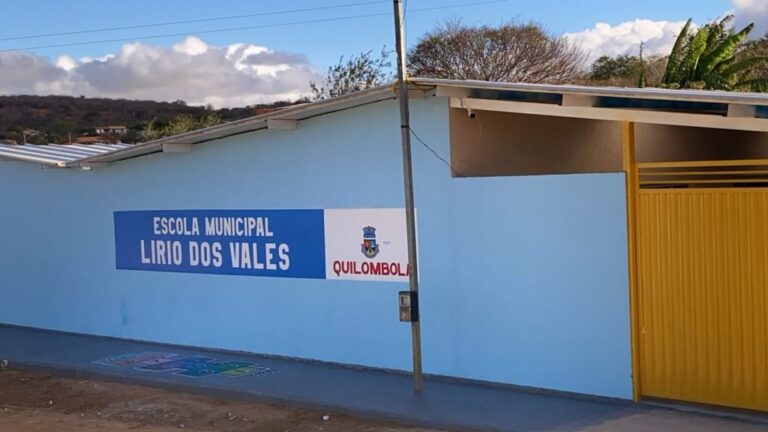 ESCOLA MUNICIPAL
LIRIO DOS VALES
QUILOMBOLA